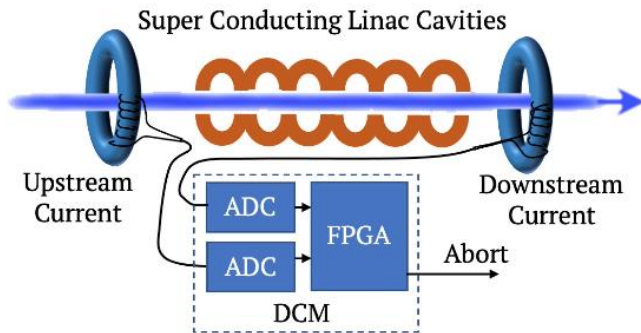 Super Conducting Linac Cavities
Upstream
Current
Downstream
Current
ADC
ADC
FPGA
Abort
DCM